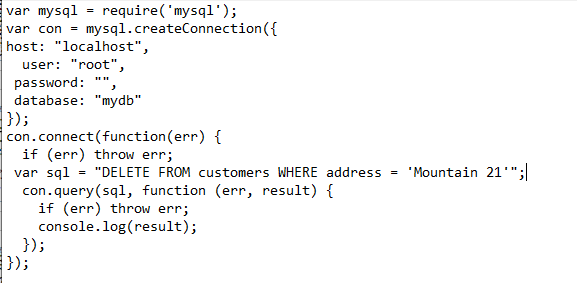 var mysql = require('mysql');
var con = mysql.createConnection({
host: "localhost",
  user: "root",
 password: "",
 database: "mydb"
});
con.connect(function(err) {
  if (err) throw err;
 var sql = "DELETE FROM customers WHERE address = 'Mountain 21'";
  con.query(sql, function (err, result) {
    if (err) throw err;
    console.log(result);
  });
});